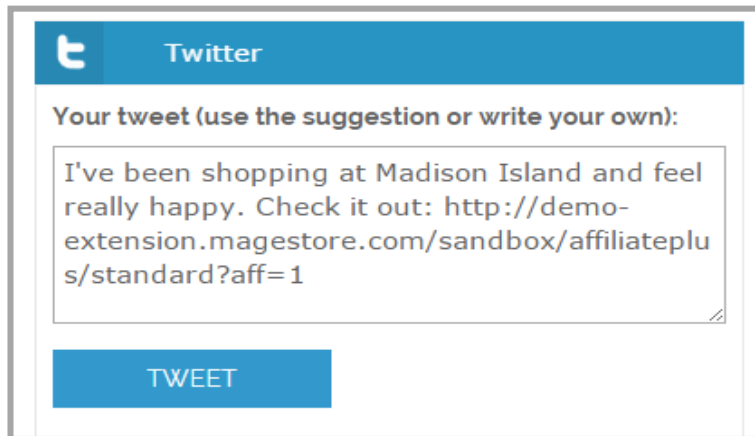 Twitter
Your tweet (use the suggestion or write your own):
I've been shopping at Madison Island and feel
really happy. Check it out: http://demo-
extension.magestore.com/sandbox/affiliateplu
s/standard?aff=1
TWEET